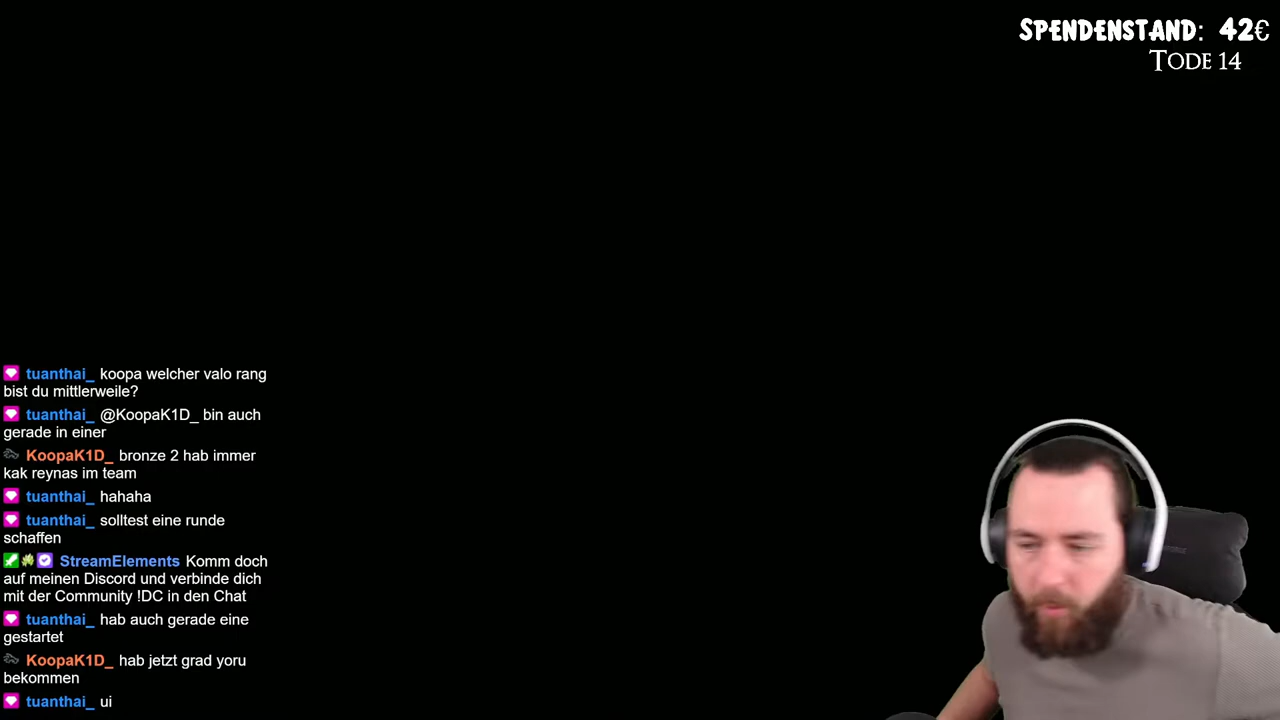 SPENDENSTAND: 42€
TODE 14
tuanthai_ koopa welcher valo rang
bist du mittlerweile?
tuanthai_ @KoopaK1D_ bin auch
gerade in einer
KoopaK1D_ bronze 2 hab immer
kak reynas im team
tuanthai_ hahaha
tuanthai_ solltest eine runde
schaffen
StreamElements Komm doch
auf meinen Discord und verbinde dich
mit der Community !DC in den Chat
tuanthai_ hab auch gerade eine
gestartet
KoopaK1D_ hab jetzt grad yoru
bekommen
tuanthai_ ui